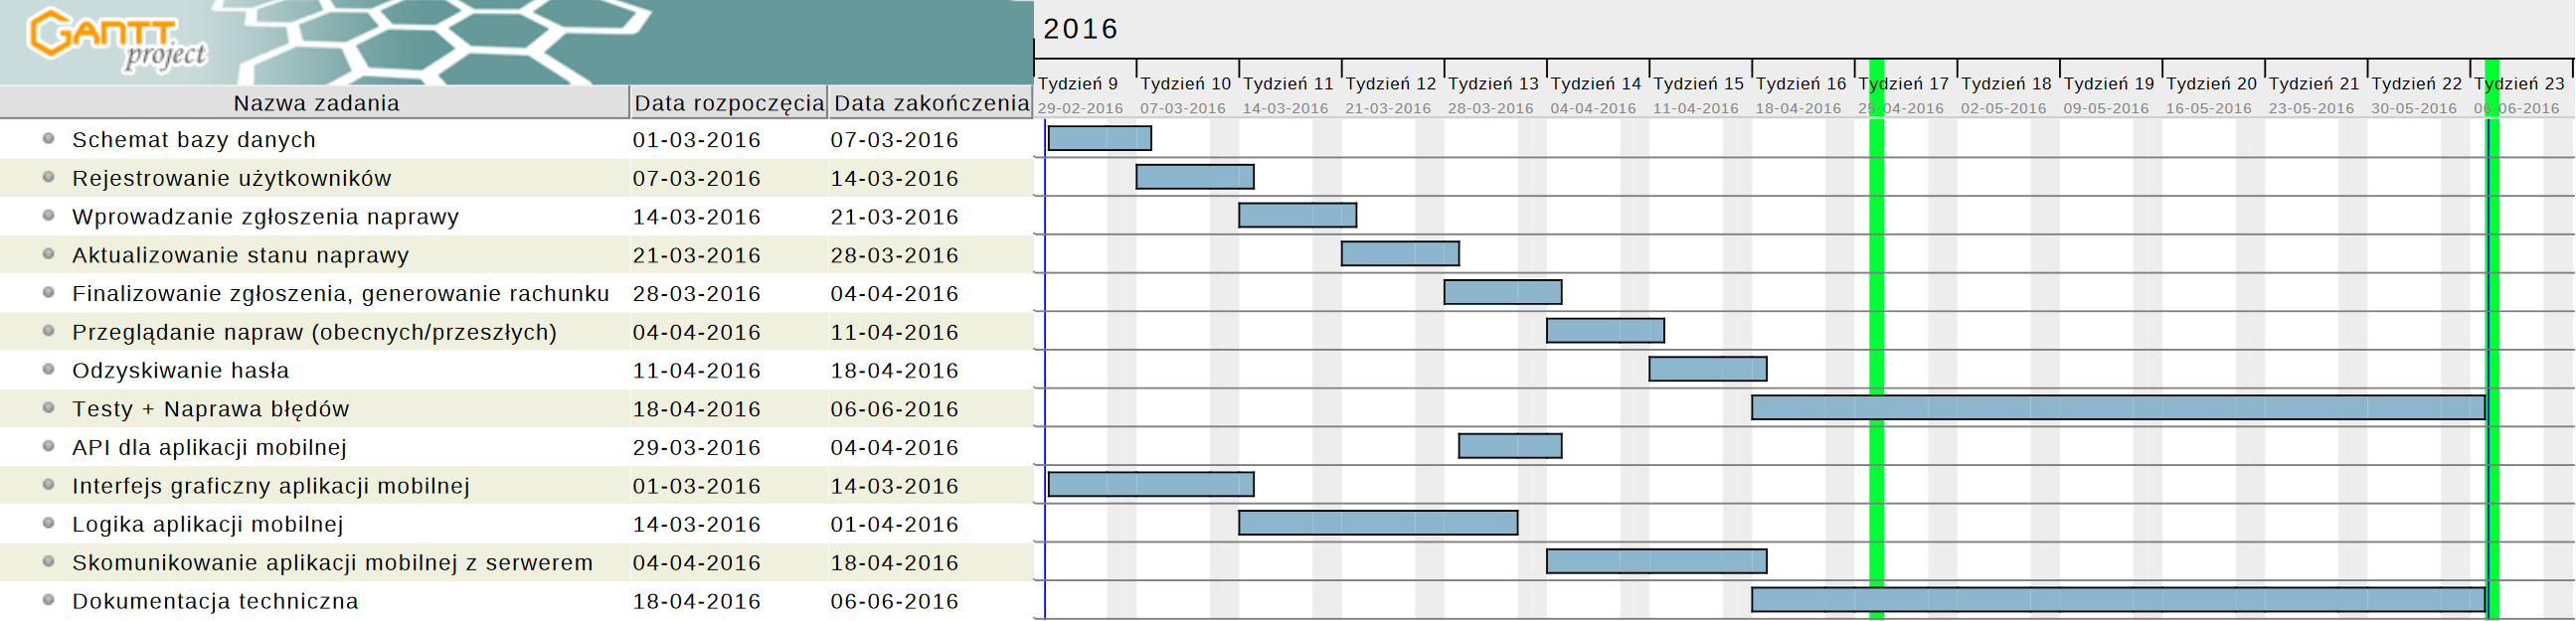 GANTT
project
2016
Tydzień 9 Tydzień 10 Tydzień 11 Tydzień 12 Tydzień 13 Tydzień 14 Tydzień 15 Tydzień 16 Tydzień 17 Tydzień 18 Tydzień 19 Tydzień 20 Tydzień 21 Tydzień 22 Tydzień 23
29-02-2016 07-03-2016 14-03-2016 21-03-2016 28-03-2016 04-04-2016 11-04-2016 18-04-2016 25-04-2016 02-05-2016 09-05-2016 16-05-2016 23-05-2016 30-05-2016 06-06-2016
Nazwa zadania Data rozpoczęcia Data zakończenia
Schemat bazy danych 01-03-2016 07-03-2016
Rejestrowanie użytkowników 07-03-2016 14-03-2016
Wprowadzanie zgłoszenia naprawy 14-03-2016 21-03-2016
Aktualizowanie stanu naprawy 21-03-2016 28-03-2016
Finalizowanie zgłoszenia, generowanie rachunku 28-03-2016 04-04-2016
Przeglądanie napraw (obecnych/przeszłych) 04-04-2016 11-04-2016
Odzyskiwanie hasła 11-04-2016 18-04-2016
Testy + Naprawa błędów 18-04-2016 06-06-2016
API dla aplikacji mobilnej 29-03-2016 04-04-2016
Interfejs graficzny aplikacji mobilnej 01-03-2016 14-03-2016
Logika aplikacji mobilnej 14-03-2016 01-04-2016
Skomunikowanie aplikacji mobilnej z serwerem 04-04-2016 18-04-2016
Dokumentacja techniczna 18-04-2016 06-06-2016